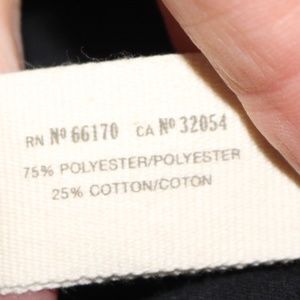 RN Nº 66170 CA Nº 32054
75% POLYESTER/POLYESTER
25% COTTON/COTON